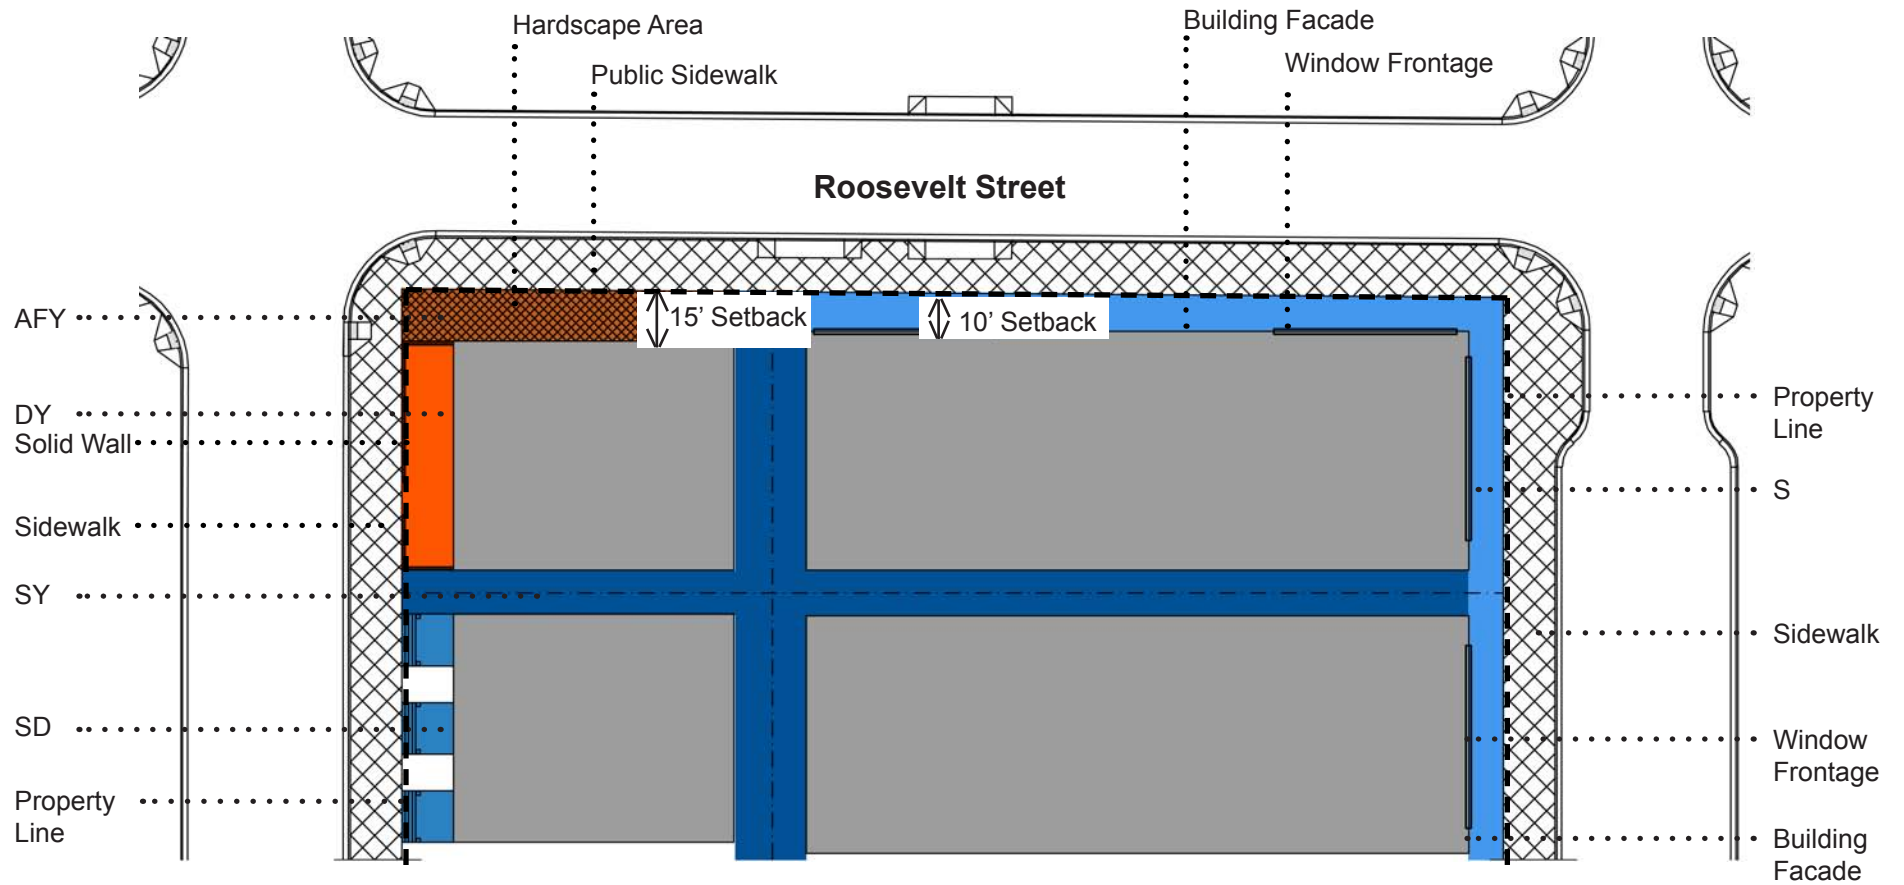 Hardscape Area
Building Facade
Public Sidewalk
Window Frontage
Roosevelt Street
AFY
15’ Setback
10’ Setback
DY
Solid Wall
Property
Line
S
Sidewalk
SY
Sidewalk
SD
Window
Frontage
Property
Line
Building
Facade